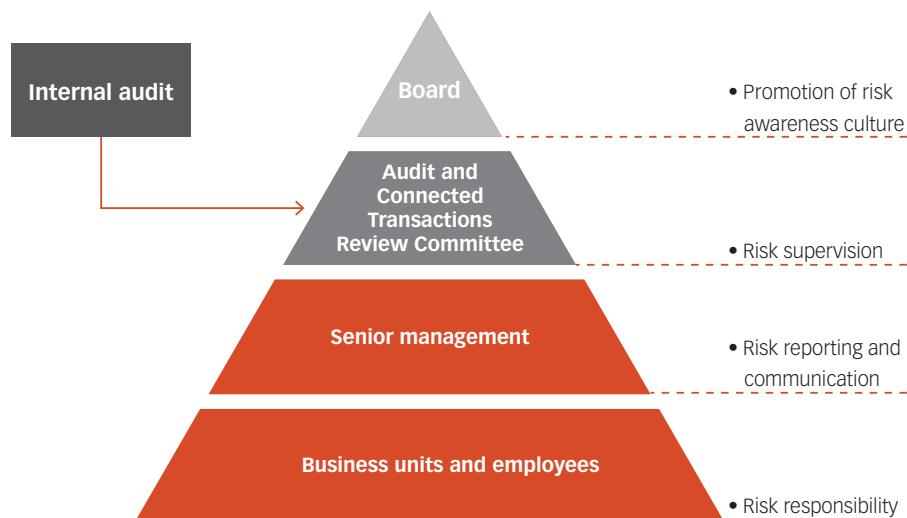 Internal audit
Board
• Promotion of risk
awareness culture
Audit and
Connected
Transactions
Review Committee
• Risk supervision
Senior management
• Risk reporting and
communication
Business units and employees
• Risk responsibility